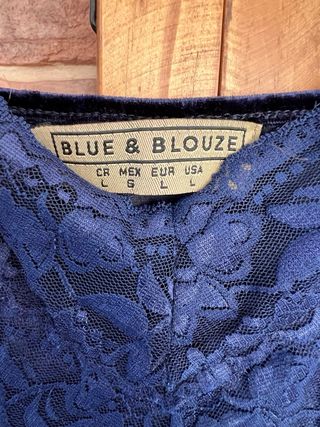 BLUE & BLOUZE
CR MEX EUR USA
L S L L